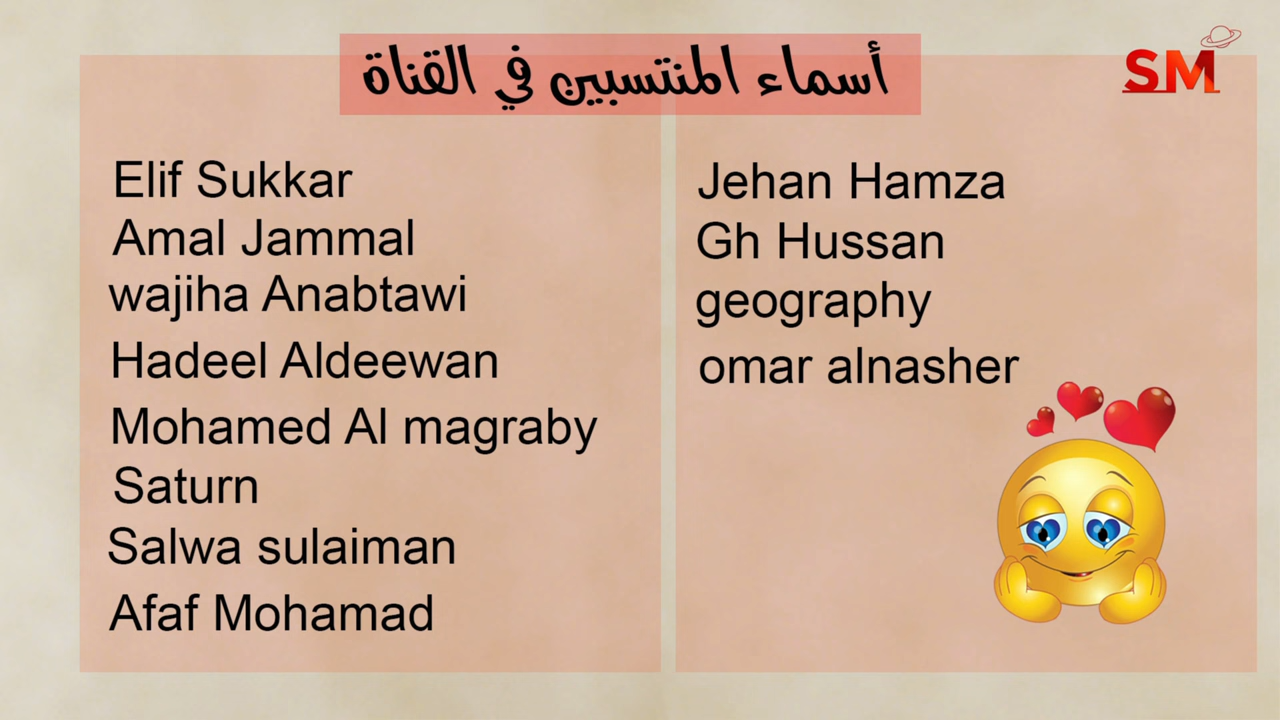 أسماء المنتسبين في القناة
SM
Elif Sukkar
Amal Jammal
wajiha Anabtawi
Hadeel Aldeewan
Mohamed Al magraby
Saturn
Salwa sulaiman
Afaf Mohamad
Jehan Hamza
Gh Hussan
geography
omar alnasher